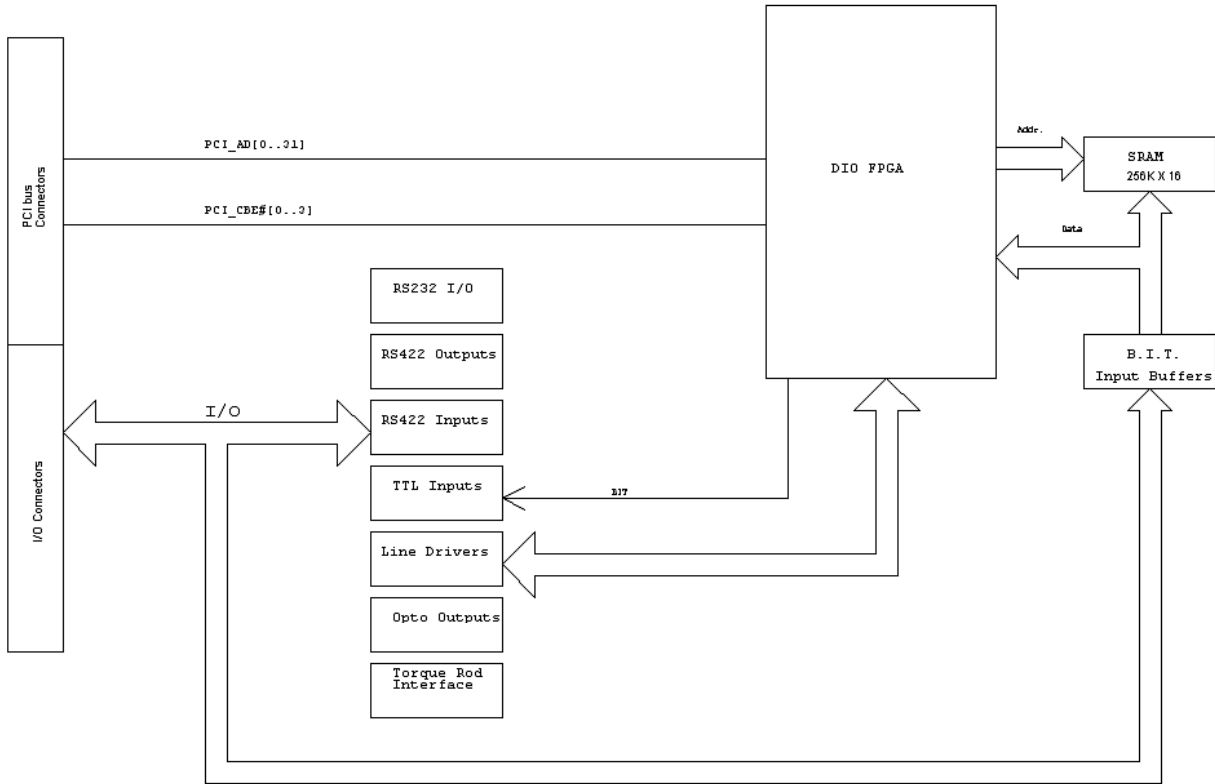 PCI_AD[0..31]
PCI_CBE#[0..3]
PCI bus
Connectors
I/O Connectors
DIO FPGA
Addr.
SRAM
256K X 16
Data
B.I.T.
Input Buffers
RS232 I/O
RS422 Outputs
I/O
RS422 Inputs
TTL Inputs
BIT
Line Drivers
Opto Outputs
Torque Rod
Interface